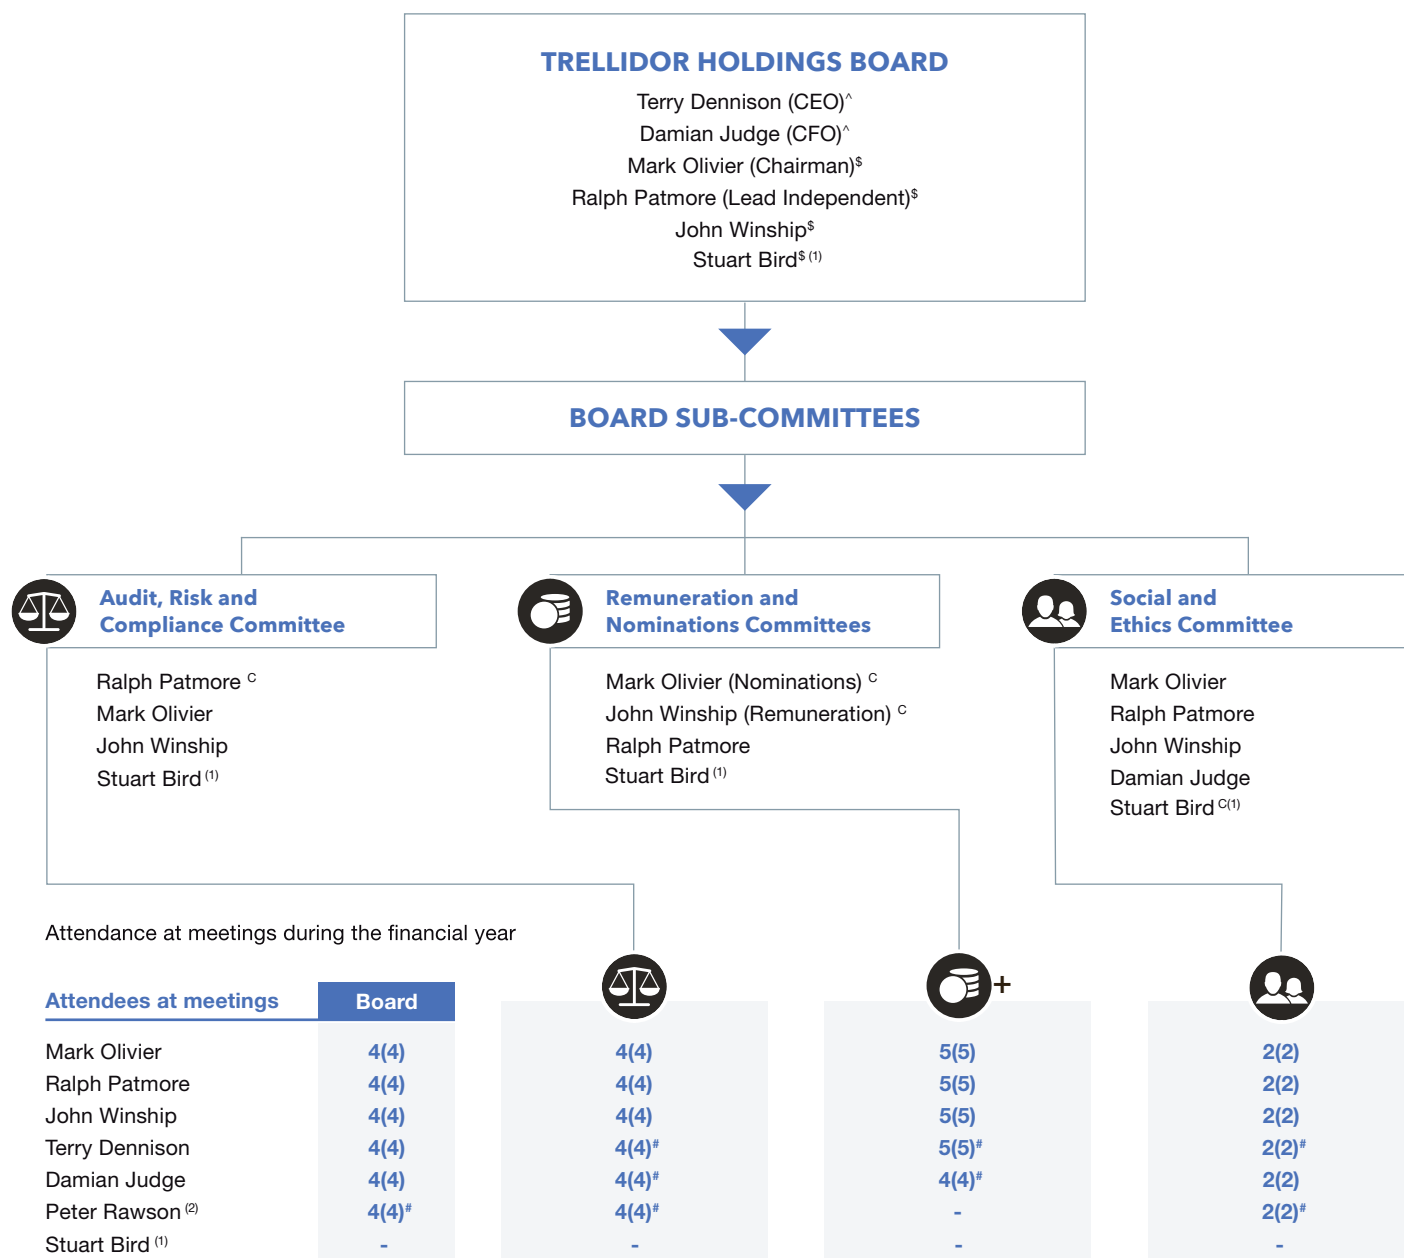 TRELLIDOR HOLDINGS BOARD
Terry Dennison (CEO)^
Damian Judge (CFO)^
Mark Olivier (Chairman)$
Ralph Patmore (Lead Independent)$
John Winship$
Stuart Bird$ (1)
BOARD SUB-COMMITTEES
Audit, Risk and
Compliance Committee
Ralph Patmore C
Mark Olivier
John Winship
Stuart Bird (1)
Remuneration and
Nominations Committees
Mark Olivier (Nominations) C
John Winship (Remuneration) C
Ralph Patmore
Stuart Bird (1)
Social and
Ethics Committee
Mark Olivier
Ralph Patmore
John Winship
Damian Judge
Stuart Bird C(1)
Attendance at meetings during the financial year
+
Attendees at meetings Board
Mark Olivier 4(4) 4(4) 5(5) 2(2)
Ralph Patmore 4(4) 4(4) 5(5) 2(2)
John Winship 4(4) 4(4) 5(5) 2(2)
Terry Dennison 4(4) 4(4)# 5(5)# 2(2)#
Damian Judge 4(4) 4(4)# 4(4)# 2(2)
Peter Rawson (2) 4(4)# 4(4)# - 2(2)#
Stuart Bird (1) - - - -